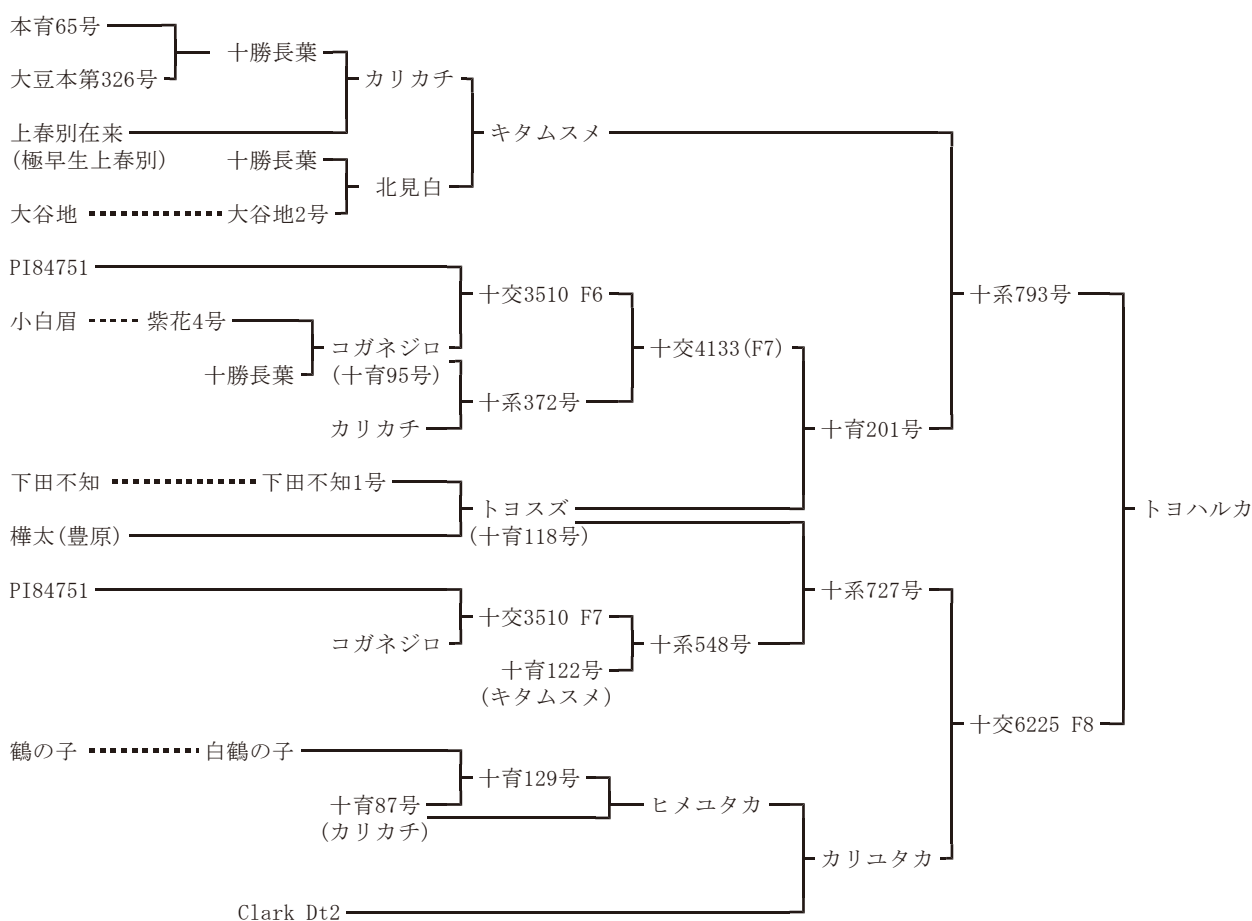 本育65号
十勝長葉
大豆本第326号
カリカチ
上春別在来
(極早生上春別)
キタムスメ
十勝長葉
北見白
大谷地
大谷地2号
PI84751
十交3510 F6
十系793号
小白眉
紫花4号
コガネジロ
(十育95号)
十交4133(F7)
十勝長葉
十系372号
カリカチ
十育201号
下田不知
下田不知1号
トヨスズ
(十育118号)
トヨハルカ
樺太(豊原)
PI84751
十系727号
十交3510 F7
コガネジロ
十系548号
十育122号
(キタムスメ)
十交6225 F8
鶴の子
白鶴の子
十育129号
十育87号
(カリカチ)
ヒメユタカ
カリユタカ
Clark Dt2